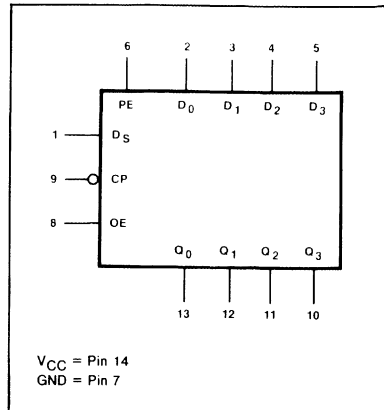 6 2 3 4 5
PE D0 D1 D2 D3
1 DS
9 CP
8 OE
Q0 Q1 Q2 Q3
13 12 11 10
VCC = Pin 14
GND = Pin 7